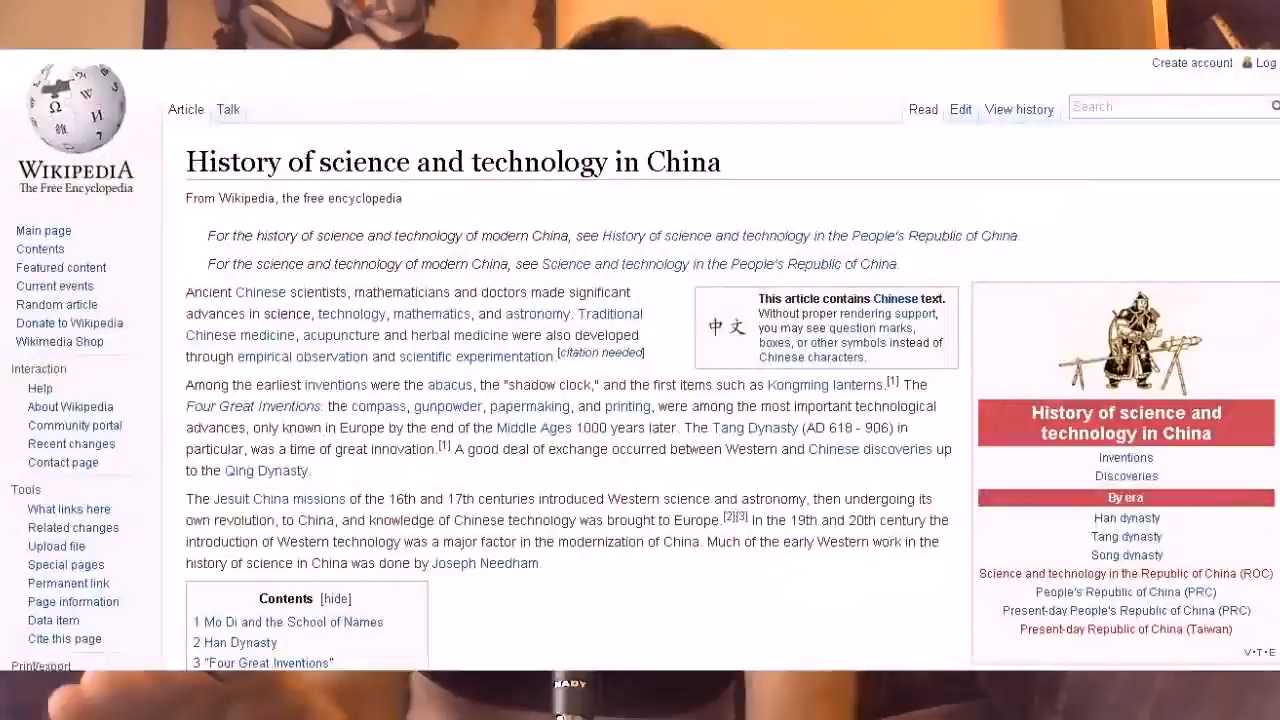 Create account Log
Article Talk Read Edit View history Search
WIKIPEDIA
The Free Encyclopedia
History of science and technology in China
From Wikipedia, the free encyclopedia
Main page
Contents
Featured content
Current events
Random article
Donate to Wikipedia
Wikimedia Shop
Interaction
Help
About Wikipedia
Community portal
Recent changes
Contact page
Tools
What links here
Related changes
Upload file
Special pages
Permanent link
Page information
Data item
Cite this page
Print/export
For the history of science and technology of modern China, see History of science and technology in the People's Republic of China.
For the science and technology of modern China, see Science and technology in the People's Republic of China.
Ancient Chinese scientists, mathematicians and doctors made significant
advances in science, technology, mathematics, and astronomy. Traditional
Chinese medicine, acupuncture and herbal medicine were also developed
through empirical observation and scientific experimentation.[citation needed]
中文
This article contains Chinese text.
Without proper rendering support,
you may see question marks,
boxes, or other symbols instead of
Chinese characters.
Among the earliest inventions were the abacus, the "shadow clock," and the first items such as Kongming lanterns.[1] The
Four Great Inventions: the compass, gunpowder, papermaking, and printing, were among the most important technological
advances, only known in Europe by the end of the Middle Ages 1000 years later. The Tang Dynasty (AD 618 - 906) in
particular, was a time of great innovation.[1] A good deal of exchange occurred between Western and Chinese discoveries up
to the Qing Dynasty.
The Jesuit China missions of the 16th and 17th centuries introduced Western science and astronomy, then undergoing its
own revolution, to China, and knowledge of Chinese technology was brought to Europe.[2][3] In the 19th and 20th century the
introduction of Western technology was a major factor in the modernization of China. Much of the early Western work in the
history of science in China was done by Joseph Needham.
Contents [hide]
1 Mo Di and the School of Names
2 Han Dynasty
3 "Four Great Inventions"
History of science and
technology in China
Inventions
Discoveries
By era
Han dynasty
Tang dynasty
Song dynasty
Science and technology in the Republic of China (ROC)
People's Republic of China (PRC)
Present-day People's Republic of China (PRC)
Present-day Republic of China (Taiwan)
V·T·E